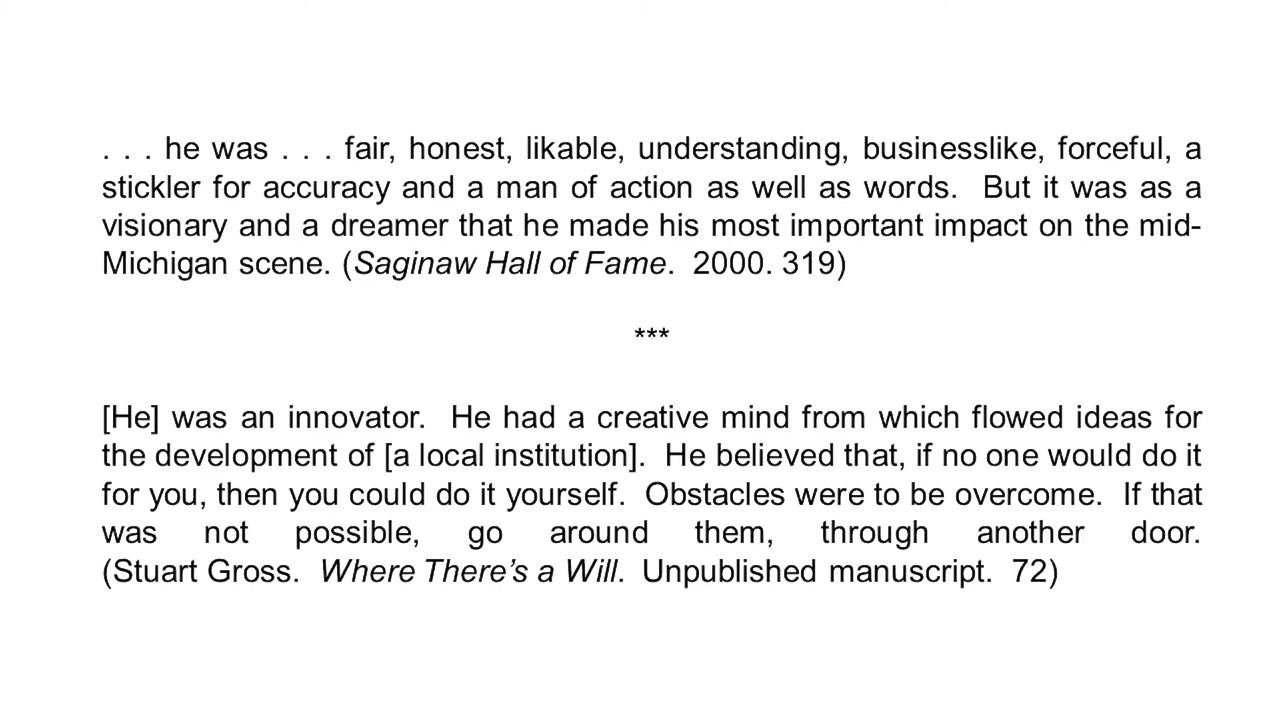 . . . he was . . . fair, honest, likable, understanding, businesslike, forceful, a
stickler for accuracy and a man of action as well as words.  But it was as a
visionary and a dreamer that he made his most important impact on the mid-
Michigan scene. (Saginaw Hall of Fame.  2000. 319)
***
[He] was an innovator.  He had a creative mind from which flowed ideas for
the development of [a local institution].  He believed that, if no one would do it
for you, then you could do it yourself.  Obstacles were to be overcome.  If that
was not possible, go around them, through another door.
(Stuart Gross.  Where There’s a Will.  Unpublished manuscript.  72)